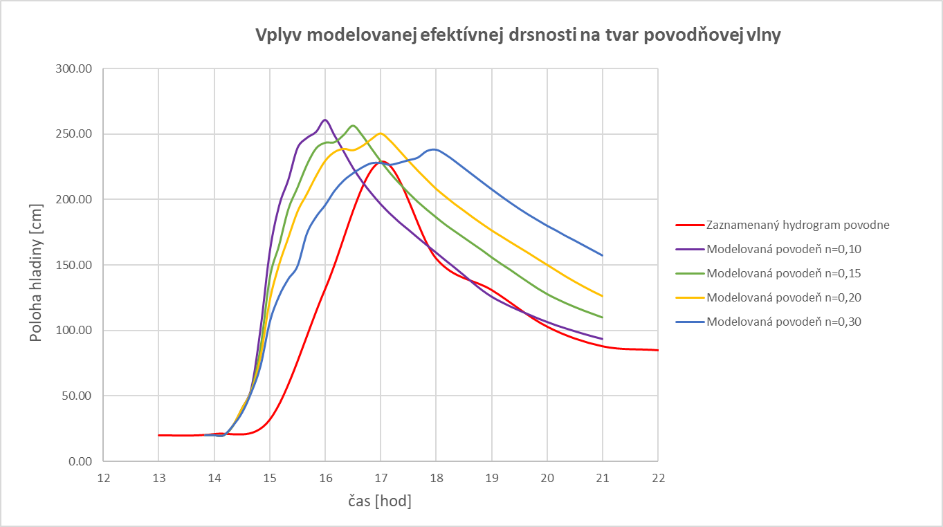 Vplyv modelovanej efektívnej drsnosti na tvar povodňovej vlny
Poloha hladiny [cm]
300.00
250.00
200.00
150.00
100.00
50.00
0.00
12 13 14 15 16 17 18 19 20 21 22
čas [hod]
Zaznamenaný hydrogram povodne
Modelovaná povodeň n=0,10
Modelovaná povodeň n=0,15
Modelovaná povodeň n=0,20
Modelovaná povodeň n=0,30